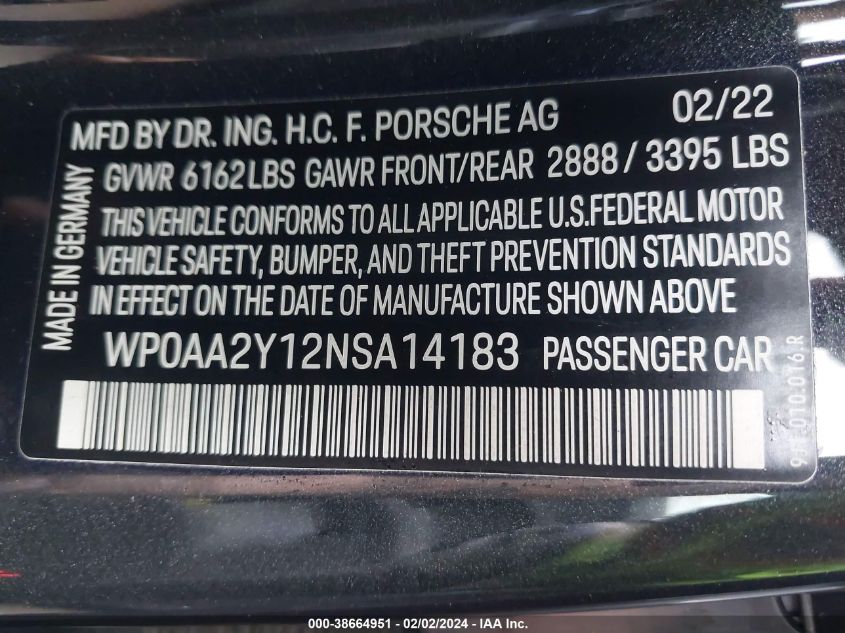 MFD BY DR. ING. H.C. F. PORSCHE AG 02/22
GVWR 6162 LBS GAWR FRONT/REAR 2888 / 3395 LBS
THIS VEHICLE CONFORMS TO ALL APPLICABLE U.S.FEDERAL MOTOR
VEHICLE SAFETY, BUMPER, AND THEFT PREVENTION STANDARDS
IN EFFECT ON THE DATE OF MANUFACTURE SHOWN ABOVE
WP0AA2Y12NSA14183 PASSENGER CAR
MADE IN GERMANY
000-38664951 - 02/02/2024 - IAA Inc.